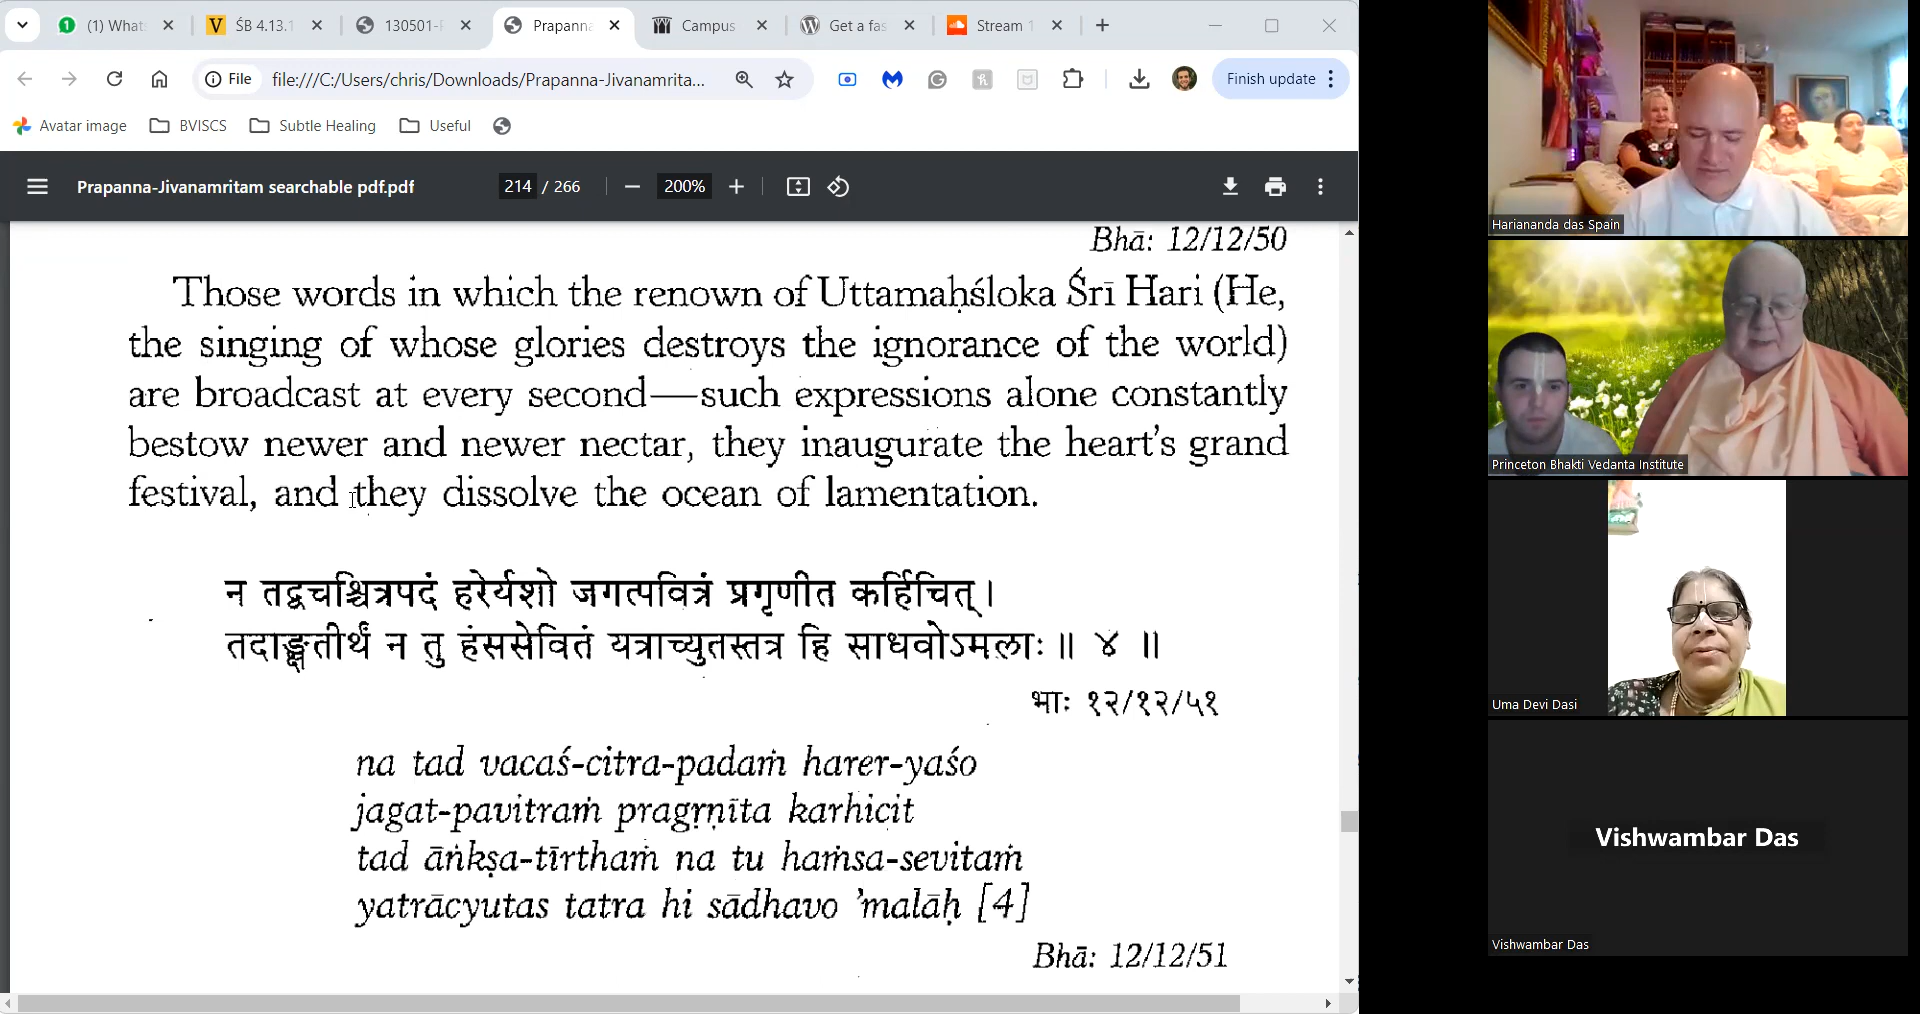 (1) What
ŚB 4.13.1
130501-
Prapanna
Campus
Get a fas
Stream 1
File
file:///C:/Users/chris/Downloads/Prapanna-Jivanamrita...
Finish update
Avatar image
BVISCS
Subtle Healing
Useful
Prapanna-Jivanamritam searchable pdf.pdf
214 / 266
200%
Bhā: 12/12/50
Those words in which the renown of Uttamaḥśloka Śrī Hari (He,
the singing of whose glories destroys the ignorance of the world)
are broadcast at every second—such expressions alone constantly
bestow newer and newer nectar, they inaugurate the heart's grand
festival, and they dissolve the ocean of lamentation.
न तद्वचश्चित्रपदं हरेर्यशो जगत्पवित्रं प्रगृणीत कर्हिचित्।
तदाङ्क्षतीर्थं न तु हंससेवितं यत्राच्युतस्तत्र हि साधवोऽमलाः॥ ४ ॥
भाः १२/१२/५१
na tad vacaś-citra-padaṁ harer-yaśo
jagat-pavitraṁ pragṛṇīta karhicit
tad āṅkṣa-tīrthaṁ na tu haṁsa-sevitaṁ
yatrācyutas tatra hi sādhavo 'malāḥ [4]
Bhā: 12/12/51
Hariananda das Spain
Princeton Bhakti Vedanta Institute
Uma Devi Dasi
Vishwambar Das
Vishwambar Das